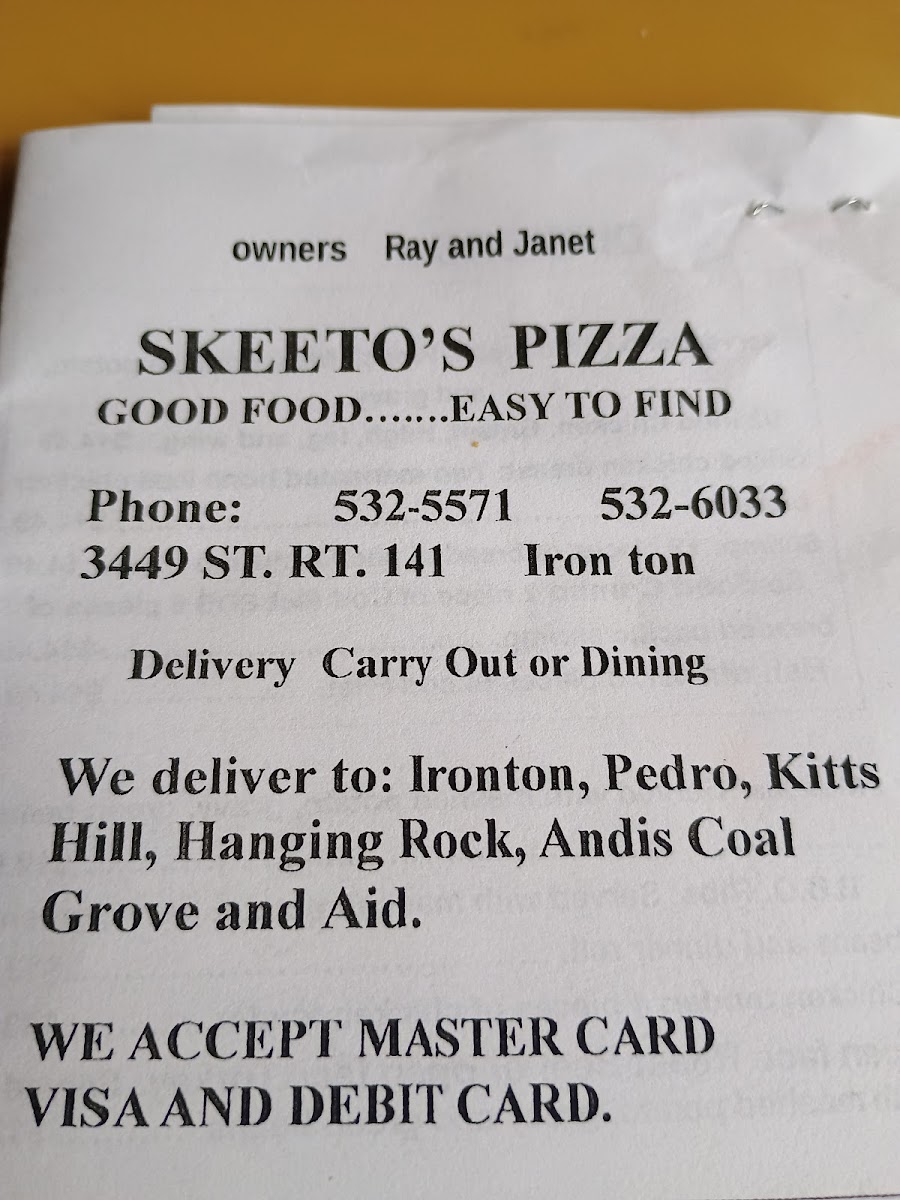 owners Ray and Janet
SKEETO'S PIZZA
GOOD FOOD.......EASY TO FIND
Phone: 532-5571 532-6033
3449 ST. RT. 141 Iron ton
Delivery Carry Out or Dining
We deliver to: Ironton, Pedro, Kitts
Hill, Hanging Rock, Andis Coal
Grove and Aid.
WE ACCEPT MASTER CARD
VISA AND DEBIT CARD.